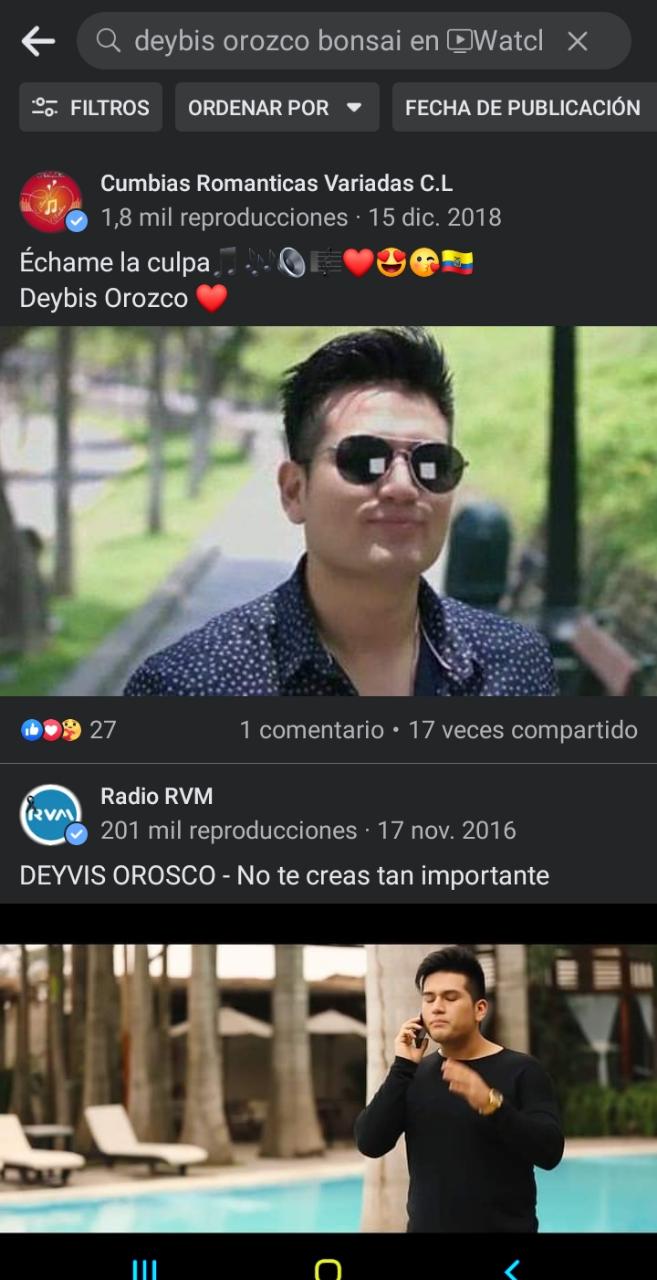 deybis orozco bonsai en Watcl
FILTROS ORDENAR POR FECHA DE PUBLICACIÓN
Cumbias Romanticas Variadas C.L
1,8 mil reproducciones · 15 dic. 2018
Échame la culpa🎵🎶🔊🎼❤️😍😘🇪🇨
Deybis Orozco ❤️
27 1 comentario • 17 veces compartido
RVM
Radio RVM
201 mil reproducciones · 17 nov. 2016
DEYVIS OROSCO - No te creas tan importante